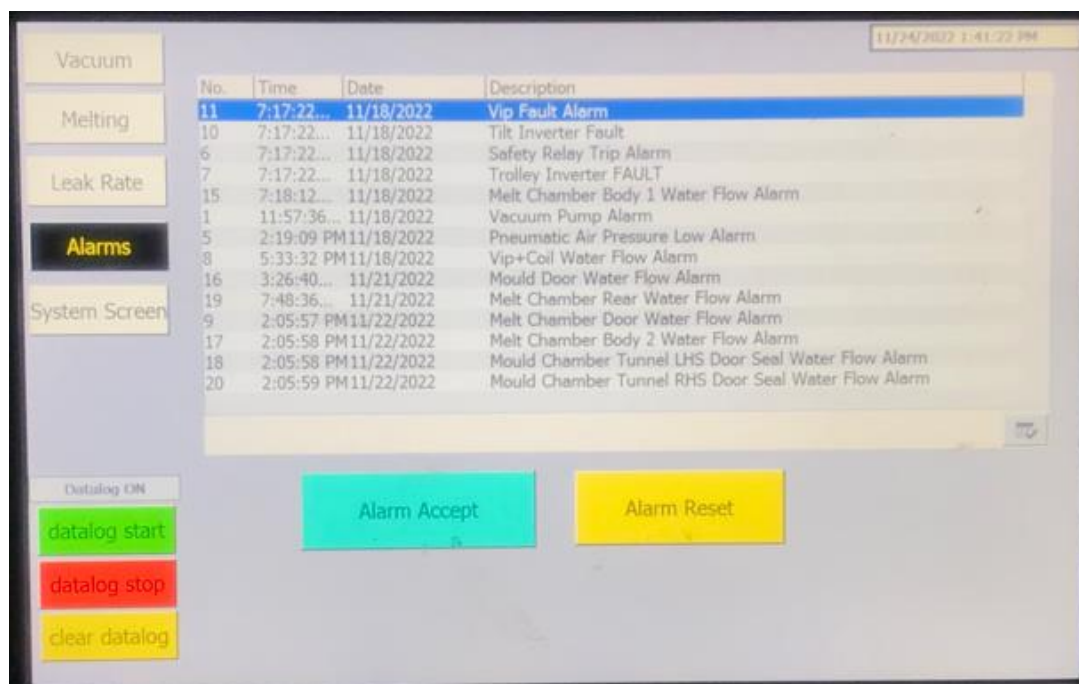 11/24/2022 1:41:22 PM
Vacuum
Melting
Leak Rate
Alarms
System Screen
No. Time Date Description
11 7:17:22... 11/18/2022 Vip Fault Alarm
10 7:17:22... 11/18/2022 Tilt Inverter Fault
6 7:17:22... 11/18/2022 Safety Relay Trip Alarm
7 7:17:22... 11/18/2022 Trolley Inverter FAULT
15 7:18:12... 11/18/2022 Melt Chamber Body 1 Water Flow Alarm
1 11:57:36... 11/18/2022 Vacuum Pump Alarm
5 2:19:09 PM 11/18/2022 Pneumatic Air Pressure Low Alarm
8 5:33:32 PM 11/18/2022 Vip+Coil Water Flow Alarm
16 3:26:40... 11/21/2022 Mould Door Water Flow Alarm
19 7:48:36... 11/21/2022 Melt Chamber Rear Water Flow Alarm
9 2:05:57 PM 11/22/2022 Melt Chamber Door Water Flow Alarm
17 2:05:58 PM 11/22/2022 Melt Chamber Body 2 Water Flow Alarm
18 2:05:58 PM 11/22/2022 Mould Chamber Tunnel LHS Door Seal Water Flow Alarm
20 2:05:59 PM 11/22/2022 Mould Chamber Tunnel RHS Door Seal Water Flow Alarm
Datalog ON
datalog start
datalog stop
clear datalog
Alarm Accept
Alarm Reset